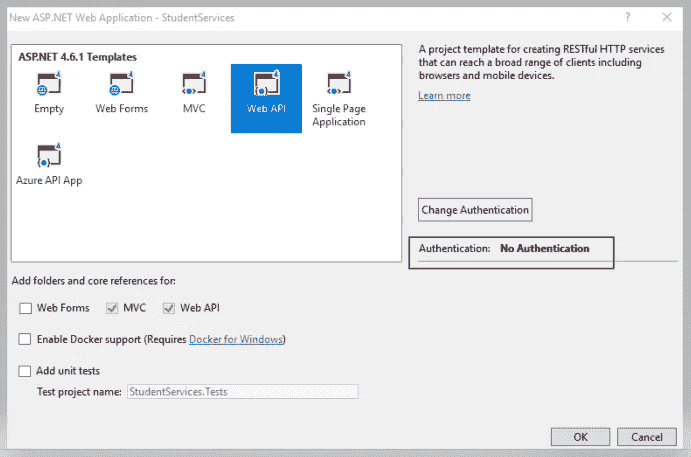 New ASP.NET Web Application - StudentServices
? ×
ASP.NET 4.6.1 Templates
Empty
Web Forms
MVC
Web API
Single Page
Application
Azure API App
A project template for creating RESTful HTTP services
that can reach a broad range of clients including
browsers and mobile devices.
Learn more
Change Authentication
Authentication: No Authentication
Add folders and core references for:
Web Forms MVC Web API
Enable Docker support (Requires Docker for Windows)
Add unit tests
Test project name: StudentServices.Tests
OK Cancel